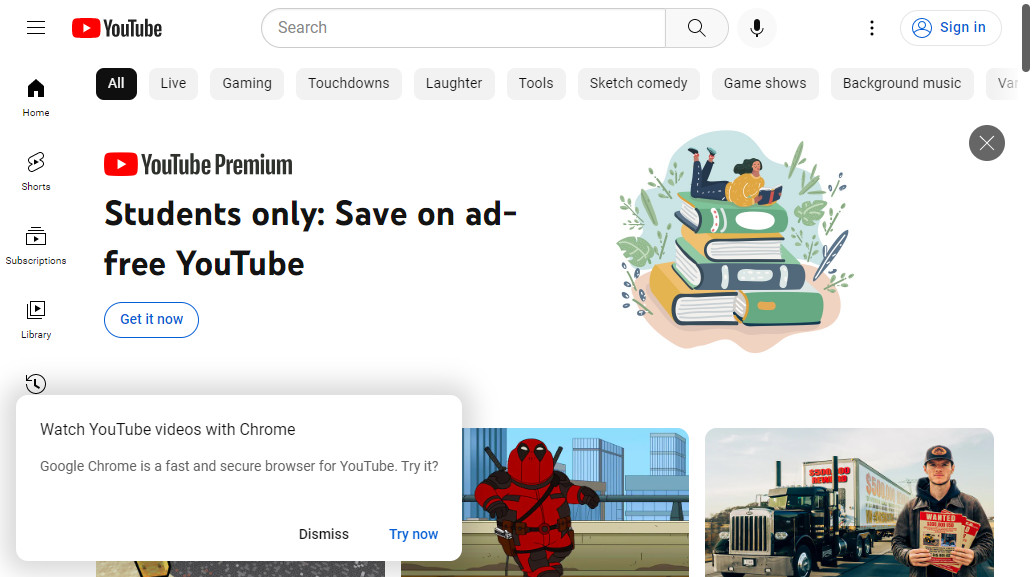 YouTube
Search
Sign in
All
Live
Gaming
Touchdowns
Laughter
Tools
Sketch comedy
Game shows
Background music
Home
Shorts
Subscriptions
Library
YouTube Premium
Students only: Save on ad-
free YouTube
Get it now
Watch YouTube videos with Chrome
Google Chrome is a fast and secure browser for YouTube. Try it?
Dismiss
Try now
REWARD
WANTED